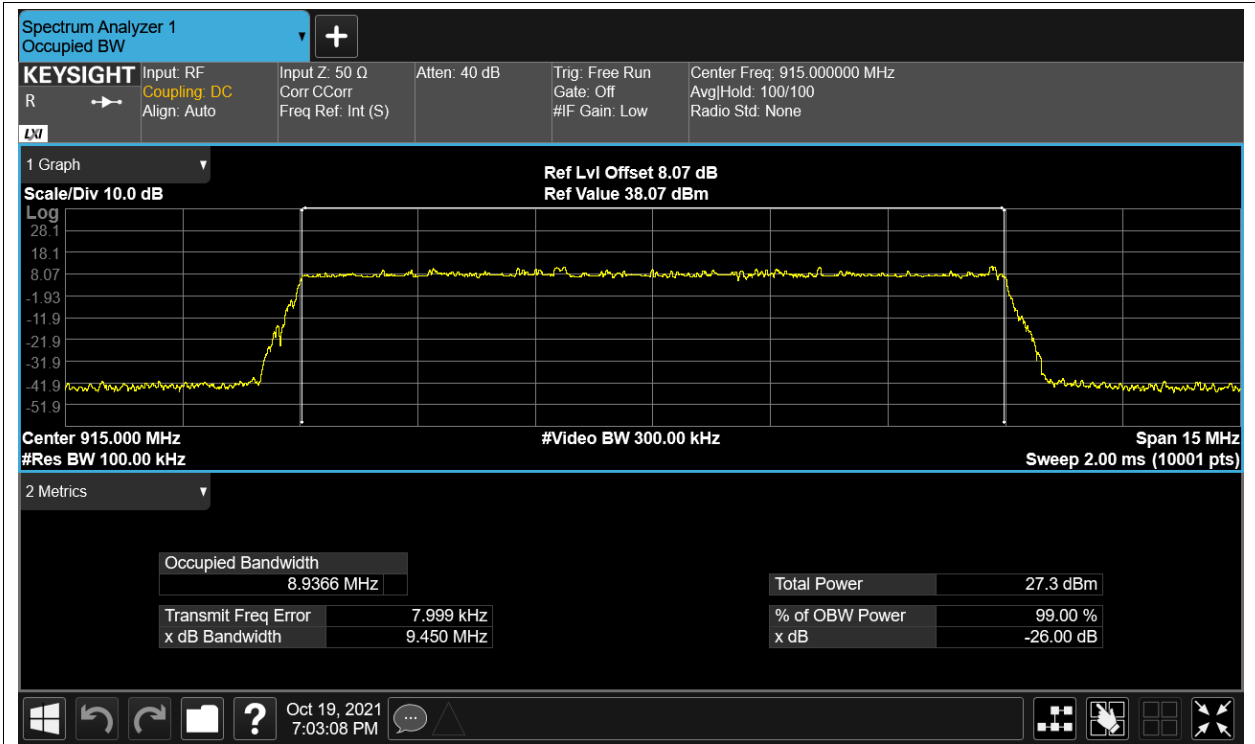 Spectrum Analyzer 1
Occupied BW
KEYSIGHT
R
LXI
Input: RF
Coupling: DC
Align: Auto
Input Z: 50 Ω
Corr CCorr
Freq Ref: Int (S)
Atten: 40 dB
Trig: Free Run
Gate: Off
#IF Gain: Low
Center Freq: 915.000000 MHz
Avg|Hold: 100/100
Radio Std: None
1 Graph
Scale/Div 10.0 dB
Ref Lvl Offset 8.07 dB
Ref Value 38.07 dBm
Log
28.1
18.1
8.07
-1.93
-11.9
-21.9
-31.9
-41.9
-51.9
Center 915.000 MHz
#Res BW 100.00 kHz
#Video BW 300.00 kHz
Span 15 MHz
Sweep 2.00 ms (10001 pts)
2 Metrics
Occupied Bandwidth
8.9366 MHz
Transmit Freq Error 7.999 kHz
x dB Bandwidth 9.450 MHz
Total Power 27.3 dBm
% of OBW Power 99.00 %
x dB -26.00 dB
Oct 19, 2021
7:03:08 PM